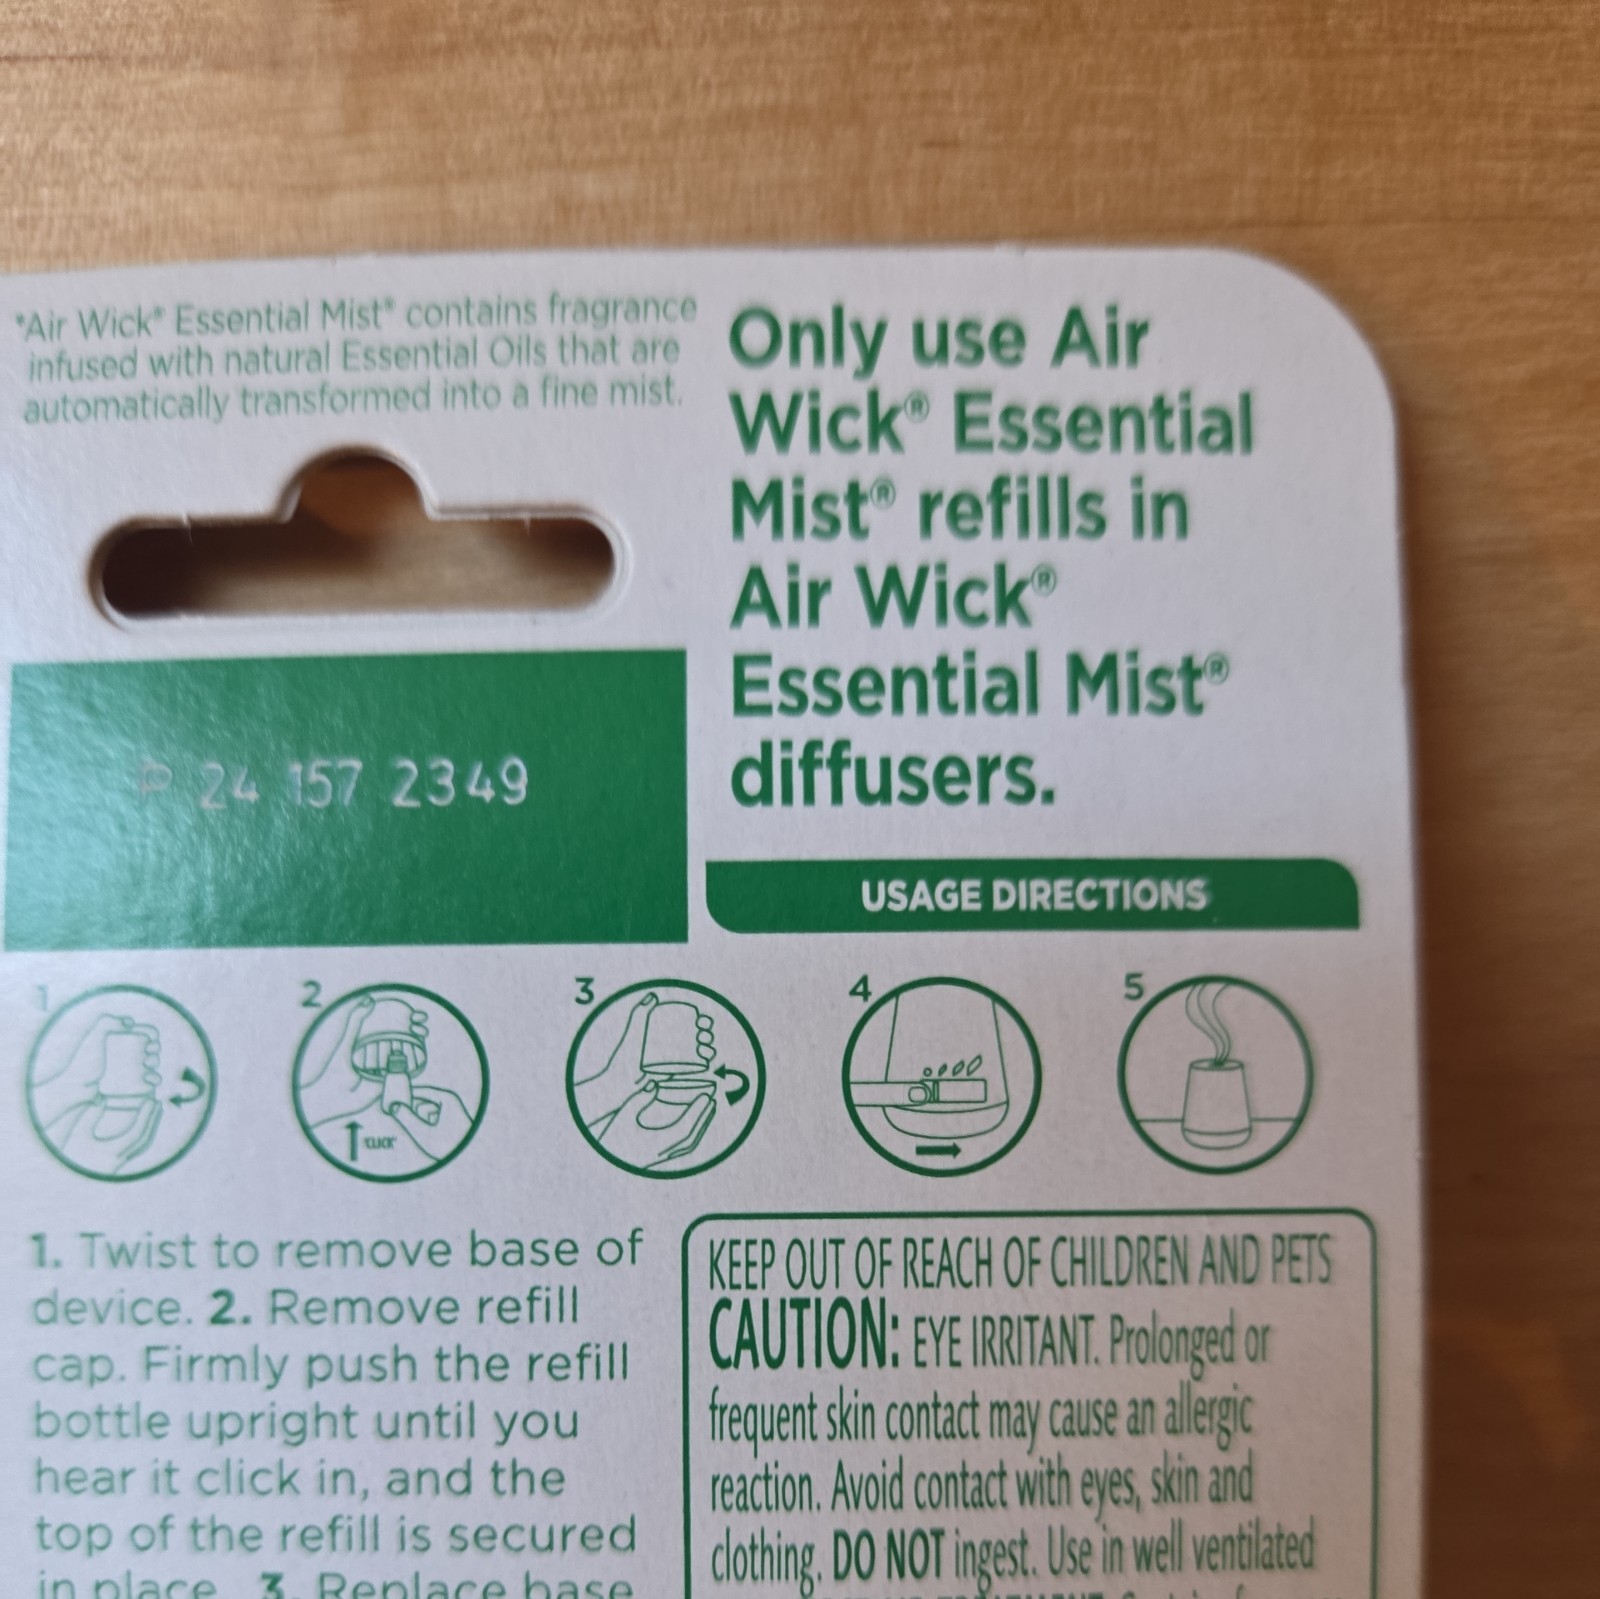 *Air Wick® Essential Mist® contains fragrance
infused with natural Essential Oils that are
automatically transformed into a fine mist.
Only use Air
Wick® Essential
Mist® refills in
Air Wick®
Essential Mist®
diffusers.
P 24 157 2349
USAGE DIRECTIONS
1
2
3
4
5
1. Twist to remove base of
device. 2. Remove refill
cap. Firmly push the refill
bottle upright until you
hear it click in, and the
top of the refill is secured
in place. 3. Replace base
KEEP OUT OF REACH OF CHILDREN AND PETS
CAUTION: EYE IRRITANT. Prolonged or
frequent skin contact may cause an allergic
reaction. Avoid contact with eyes, skin and
clothing. DO NOT ingest. Use in well ventilated